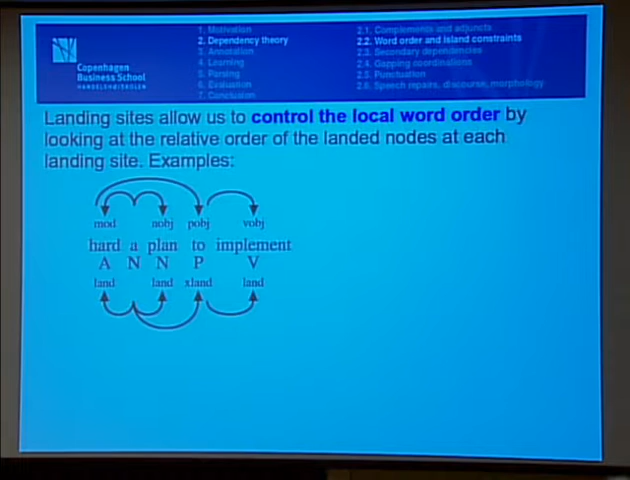 Copenhagen
Business School
HANDELSHØJSKOLEN
1. Motivation
2. Dependency theory
3. Annotation
4. Learning
5. Parsing
6. Evaluation
7. Conclusion
2.1. Complements and adjuncts
2.2. Word order and island constraints
2.3. Secondary dependencies
2.4. Gapping coordinations
2.5. Punctuation
2.6. Speech repairs, discourse, morphology
Landing sites allow us to control the local word order by
looking at the relative order of the landed nodes at each
landing site. Examples:
mod nobj pobj vobj
hard a plan to implement
A N N P V
land land xland land